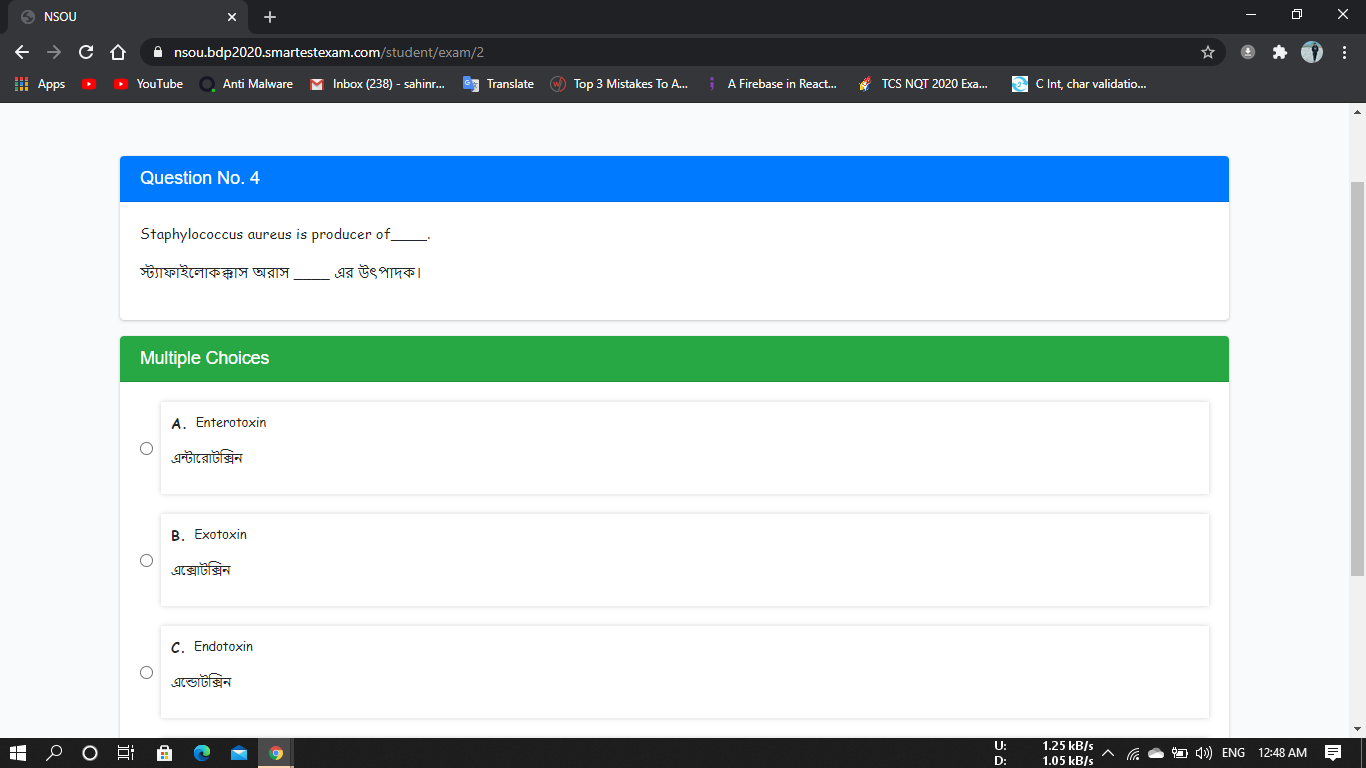 NSOU
nsou.bdp2020.smartestexam.com/student/exam/2
Apps YouTube Anti Malware Inbox (238) - sahinr... Translate Top 3 Mistakes To A... A Firebase in React... TCS NQT 2020 Exa... C Int, char validatio...
Question No. 4
Staphylococcus aureus is producer of____.
স্ট্যাফাইলোকক্কাস অরাস ____ এর উৎপাদক।
Multiple Choices
A. Enterotoxin
এন্টারোটক্সিন
B. Exotoxin
এক্সোটক্সিন
C. Endotoxin
এন্ডোটক্সিন
U: 1.25 kB/s
D: 1.05 kB/s
ENG 12:48 AM